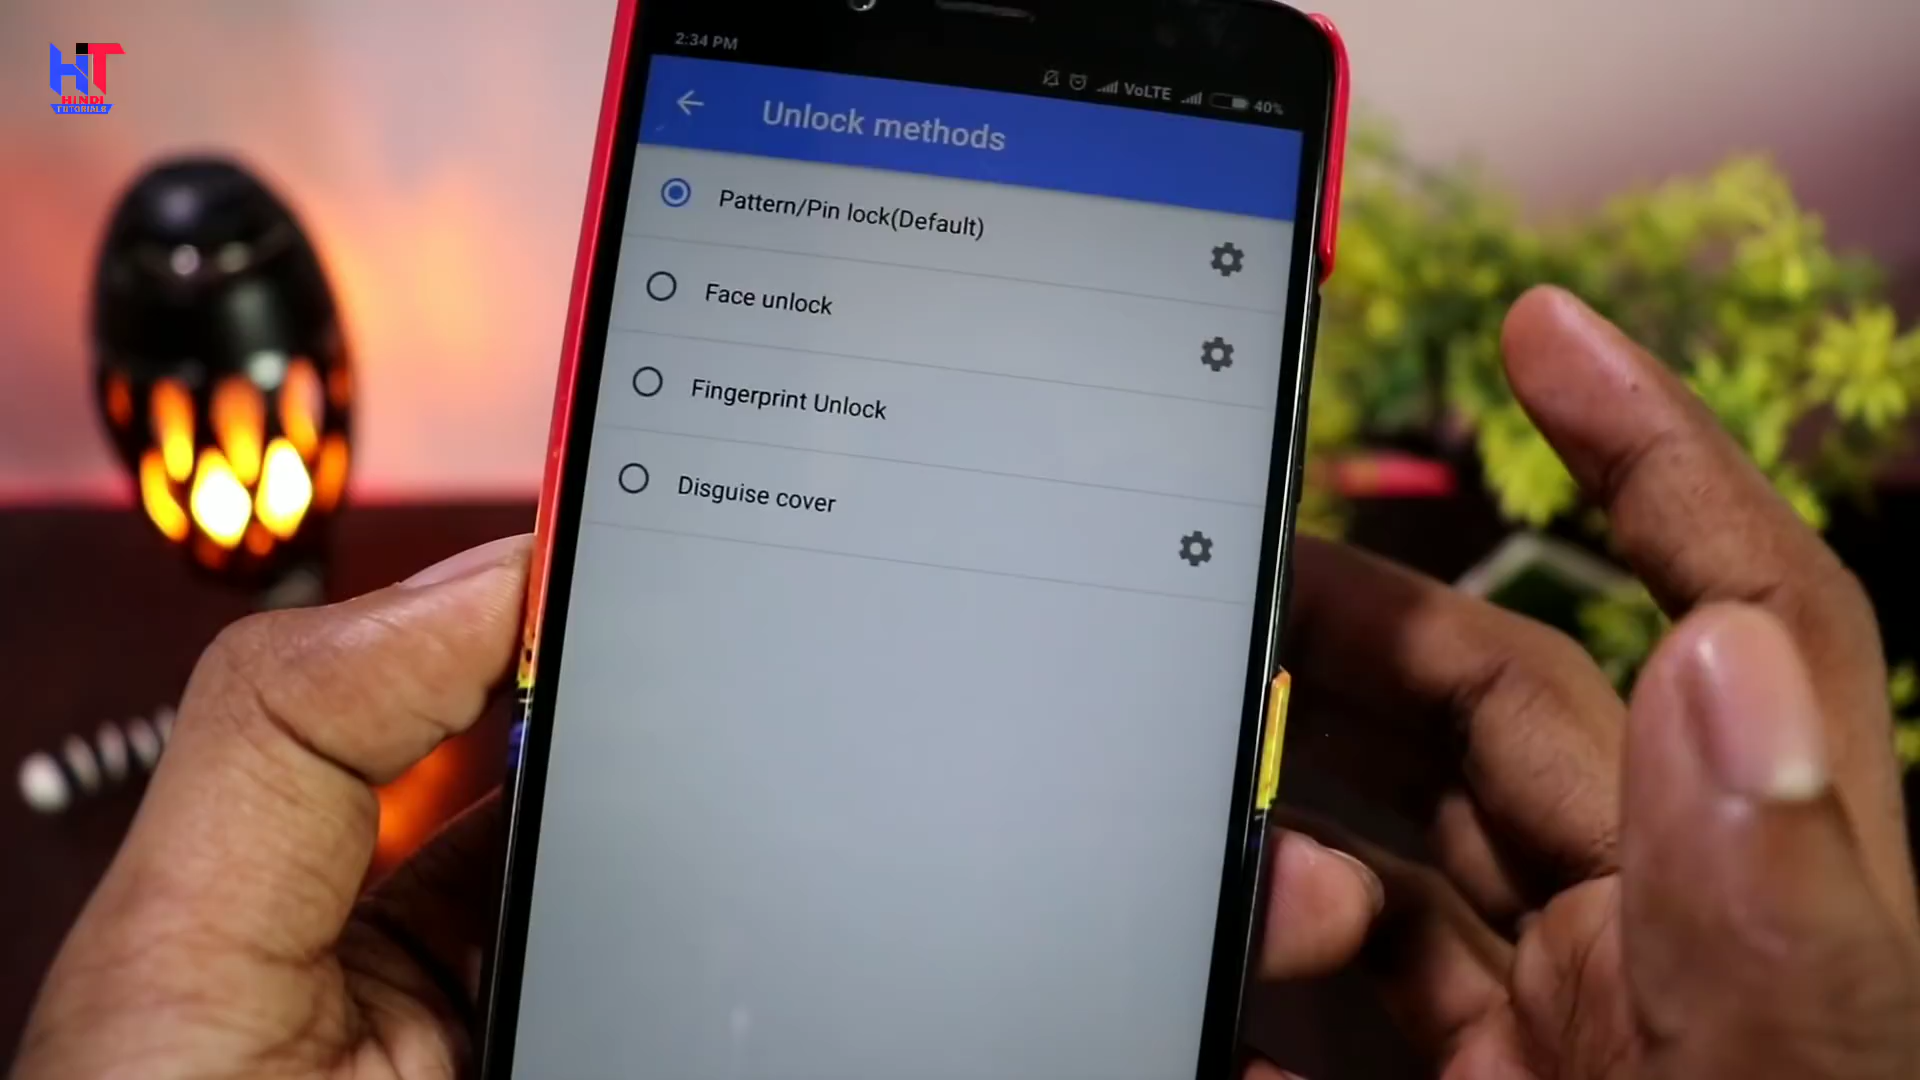 HT
HINDI
TUTORIALS
2:34 PM
VoLTE 40%
Unlock methods
Pattern/Pin lock(Default)
Face unlock
Fingerprint Unlock
Disguise cover